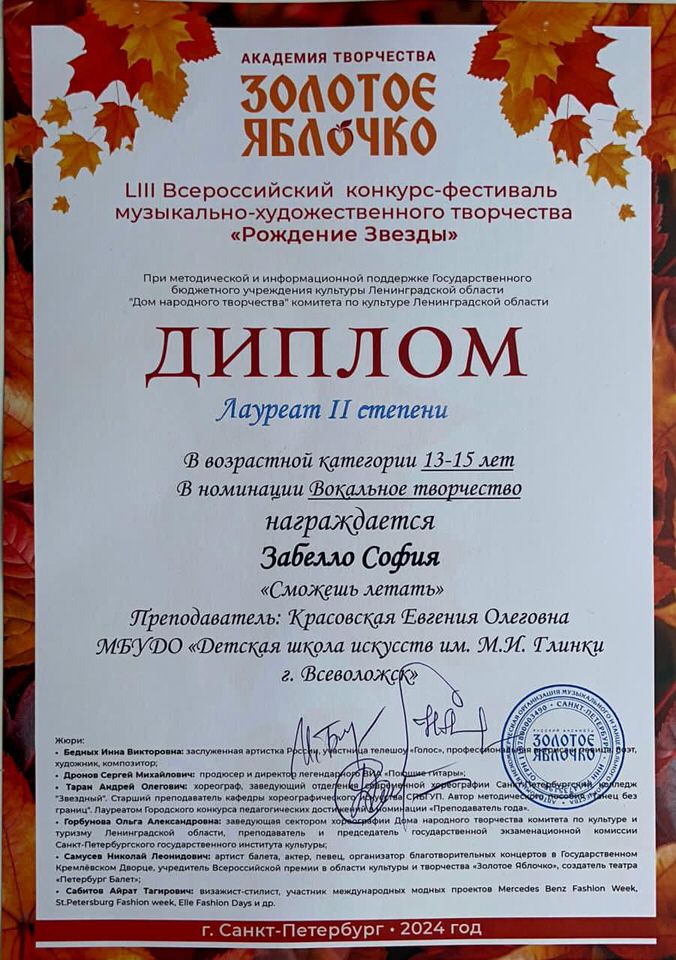 АКАДЕМИЯ ТВОРЧЕСТВА
ЗОЛОТОЕ
ЯБЛОЧКО
LIII Всероссийский конкурс-фестиваль
музыкально-художественного творчества
«Рождение Звезды»
При методической и информационной поддержке Государственного
бюджетного учреждения культуры Ленинградской области
"Дом народного творчества" комитета по культуре Ленинградской области
ДИПЛОМ
Лауреат II степени
В возрастной категории 13-15 лет
В номинации Вокальное творчество
награждается
Забелло София
«Сможешь летать»
Преподаватель: Красовская Евгения Олеговна
МБУДО «Детская школа искусств им. М.И. Глинки
г. Всеволожск»
Жюри:
• Бедных Инна Викторовна: заслуженная артистка России, участница телешоу «Голос», профессиональная актриса, певица, поэт,
художник, композитор;
• Дронов Сергей Михайлович: продюсер и директор легендарного ВИА «Поющие гитары»;
• Таран Андрей Олегович: хореограф, заведующий отделение современной хореографии Санкт-Петербургский колледж
"Звездный". Старший преподаватель кафедры хореографического искусства СПБГУП. Автор методического пособия "Танец без
границ". Лауреатом Городского конкурса педагогических достижений в номинации «Преподаватель года».
• Горбунова Ольга Александровна: заведующая сектором хореографии Дома народного творчества комитета по культуре и
туризму Ленинградской области, преподаватель и председатель государственной экзаменационной комиссии
Санкт-Петербургского государственного института культуры;
• Самусев Николай Леонидович: артист балета, актер, певец, организатор благотворительных концертов в Государственном
Кремлёвском Дворце, учредитель Всероссийской премии в области культуры и творчества «Золотое Яблочко», создатель театра
«Петербург Балет»;
• Сабитов Айрат Тагирович: визажист-стилист, участник международных модных проектов Mercedes Benz Fashion Week,
St.Petersburg Fashion week, Elle Fashion Days и др.
САНКТ-ПЕТЕРБУРГ
ЗОЛОТОЕ
ЯБЛОЧКО
г. Санкт-Петербург • 2024 год